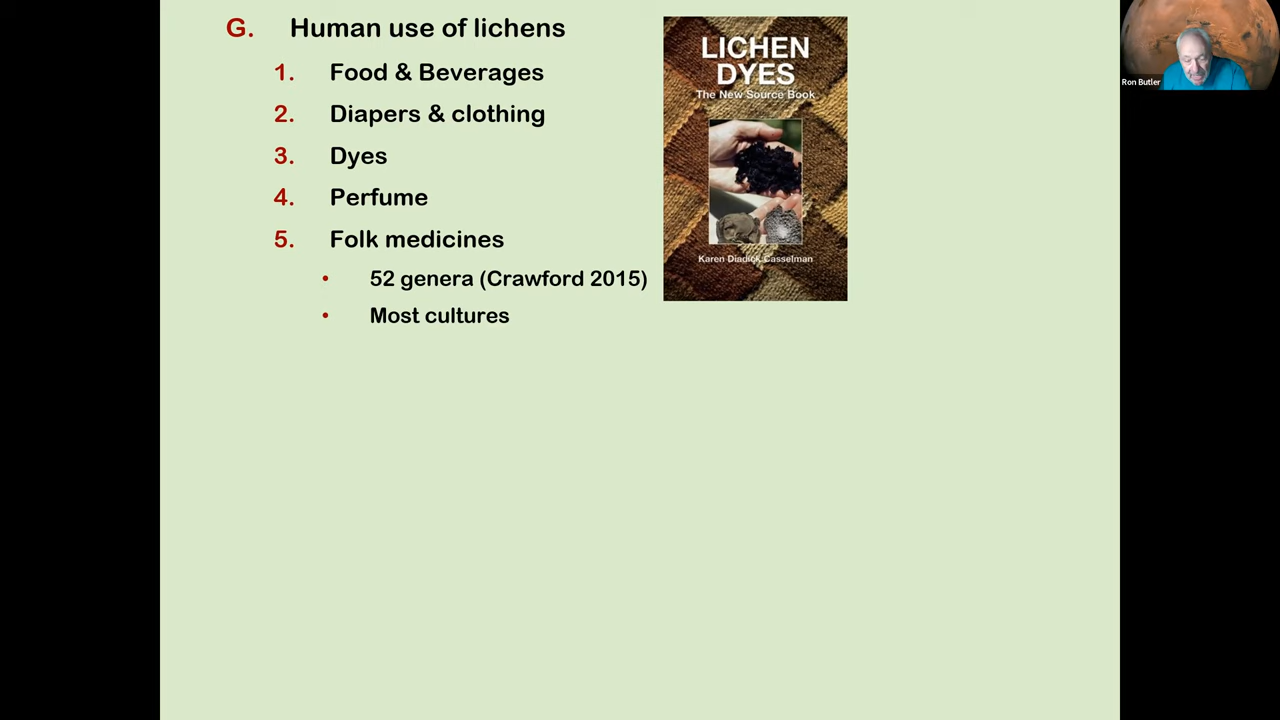 G. Human use of lichens
1. Food & Beverages
2. Diapers & clothing
3. Dyes
4. Perfume
5. Folk medicines
• 52 genera (Crawford 2015)
• Most cultures
LICHEN
DYES
The New Source Book
Karen Diadick Casselman
Ron Butler